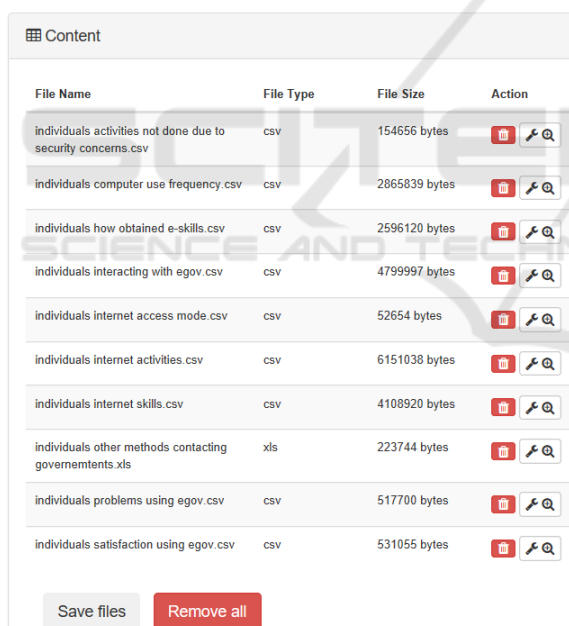 Content
File Name File Type File Size Action
individuals activities not done due to csv 154656 bytes
security concerns.csv
individuals computer use frequency.csv csv 2865839 bytes
individuals how obtained e-skills.csv csv 2596120 bytes
SCIENCE AND TECHN
individuals interacting with egov.csv csv 4799997 bytes
individuals internet access mode.csv csv 52654 bytes
individuals internet activities.csv csv 6151038 bytes
individuals internet skills.csv csv 4108920 bytes
individuals other methods contacting xls 223744 bytes
governemtents.xls
individuals problems using egov.csv csv 517700 bytes
individuals satisfaction using egov.csv csv 531055 bytes
Save files Remove all